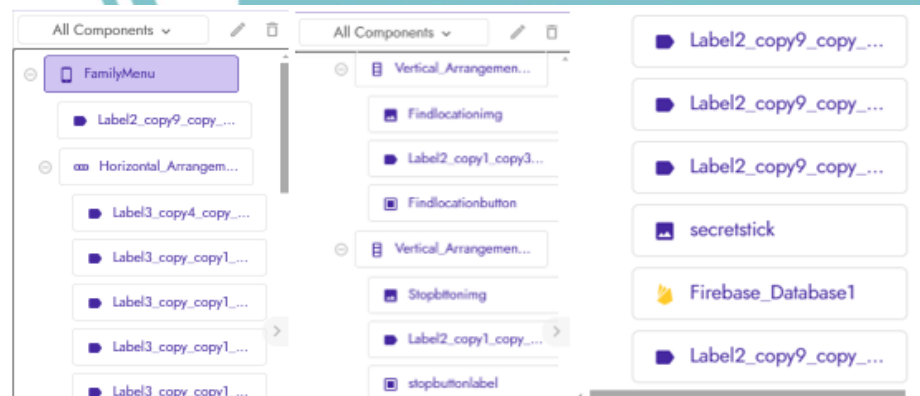 All Components
FamilyMenu
Label2_copy9_copy_...
Horizontal_Arrangem...
Label3_copy4_copy_...
Label3_copy_copy1_...
Label3_copy_copy1_...
Label3_copy_copy1_...
Label3_copy_copy1_...
All Components
Vertical_Arrangemen...
Findlocationimg
Label2_copy1_copy3...
Findlocationbutton
Vertical_Arrangemen...
Stopbttonimg
Label2_copy1_copy_...
stopbuttonlabel
Label2_copy9_copy_...
Label2_copy9_copy_...
Label2_copy9_copy_...
secretstick
Firebase_Database1
Label2_copy9_copy_...